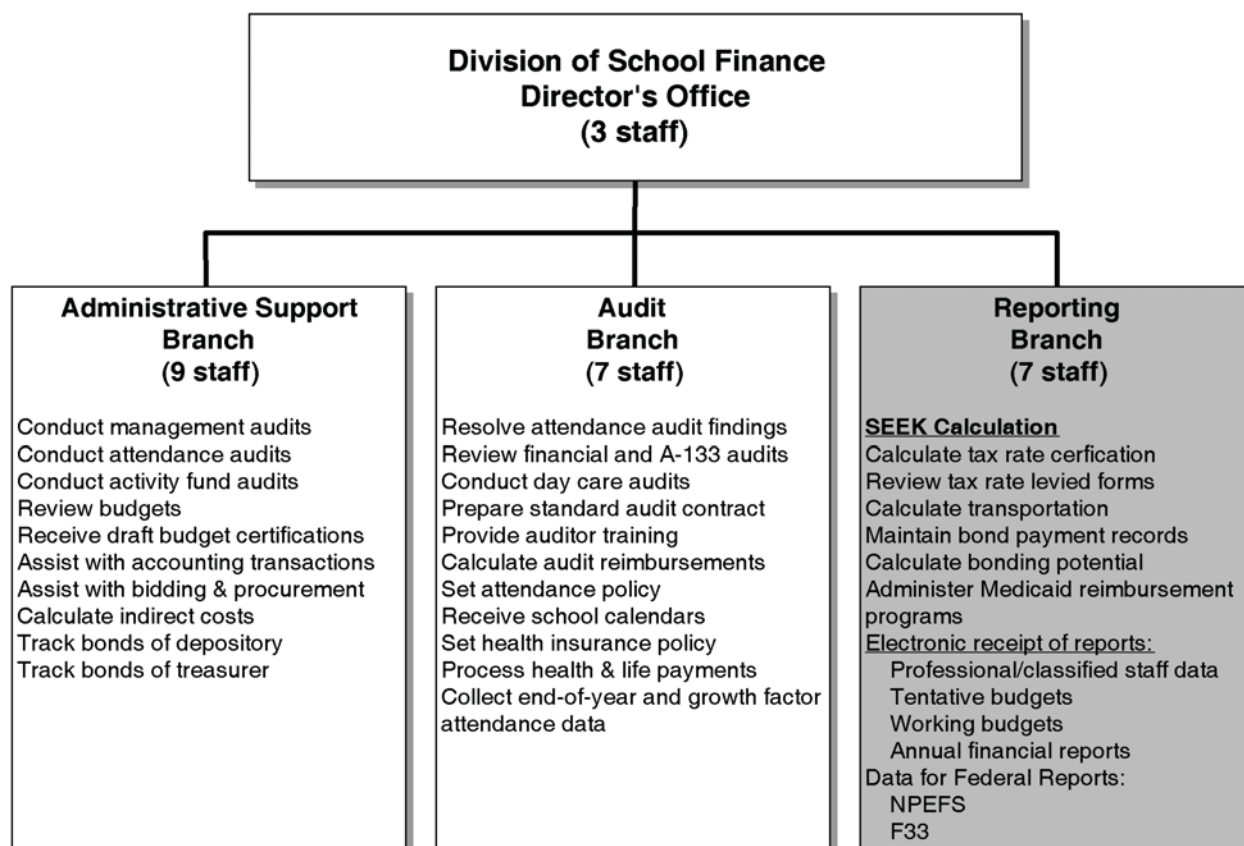 Division of School Finance
Director's Office
(3 staff)
Administrative Support
Branch
(9 staff)
Conduct management audits
Conduct attendance audits
Conduct activity fund audits
Review budgets
Receive draft budget certifications
Assist with accounting transactions
Assist with bidding & procurement
Calculate indirect costs
Track bonds of depository
Track bonds of treasurer
Audit
Branch
(7 staff)
Resolve attendance audit findings
Review financial and A-133 audits
Conduct day care audits
Prepare standard audit contract
Provide auditor training
Calculate audit reimbursements
Set attendance policy
Receive school calendars
Set health insurance policy
Process health & life payments
Collect end-of-year and growth factor
attendance data
Reporting
Branch
(7 staff)
SEEK Calculation
Calculate tax rate cerfication
Review tax rate levied forms
Calculate transportation
Maintain bond payment records
Calculate bonding potential
Administer Medicaid reimbursement
programs
Electronic receipt of reports:
Professional/classified staff data
Tentative budgets
Working budgets
Annual financial reports
Data for Federal Reports:
NPEFS
F33